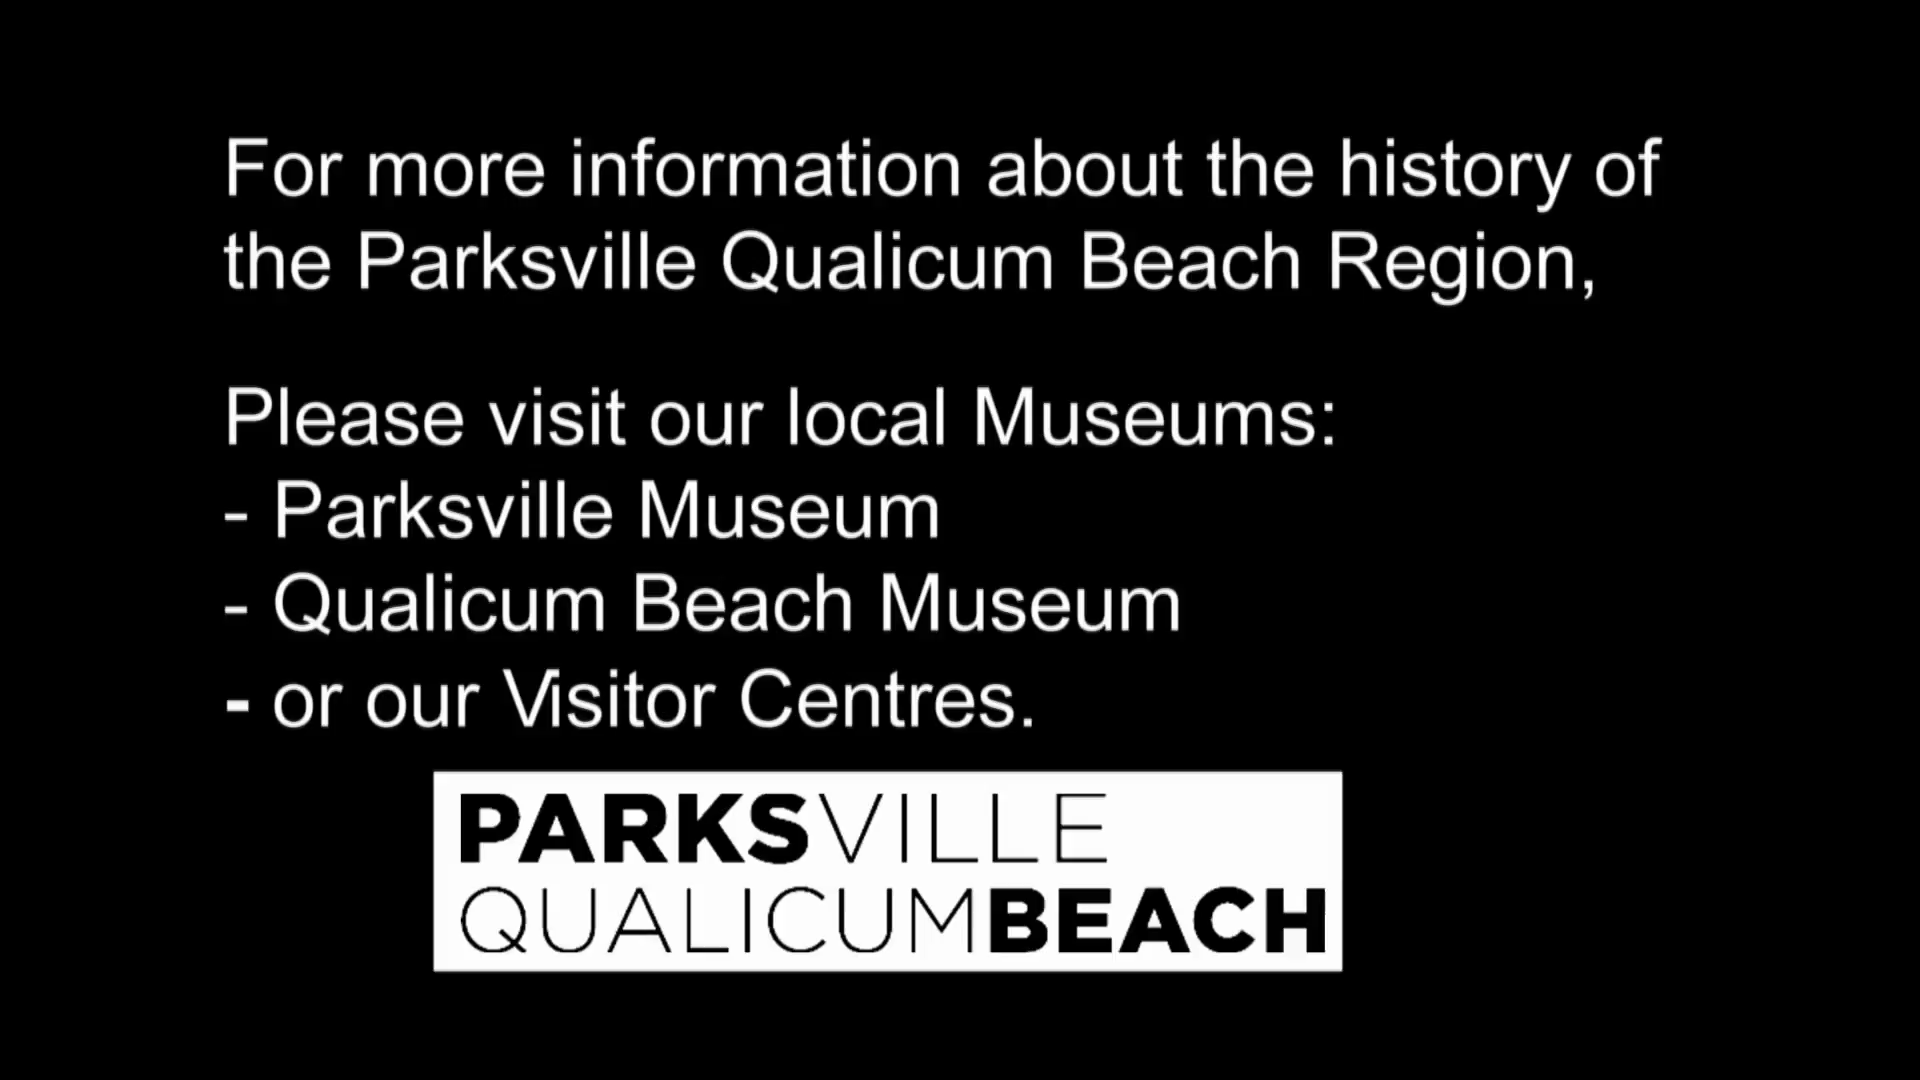 For more information about the history of
the Parksville Qualicum Beach Region,
Please visit our local Museums:
- Parksville Museum
- Qualicum Beach Museum
- or our Visitor Centres.
PARKSVILLE
QUALICUMBEACH